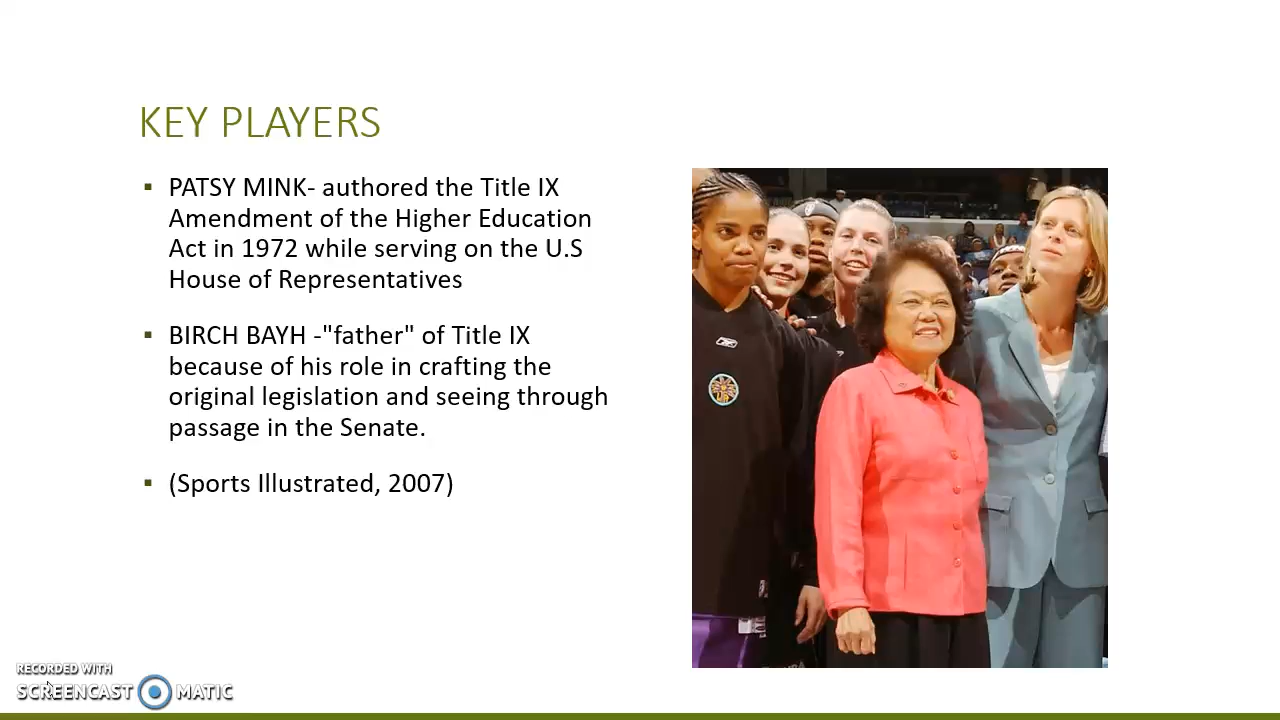 KEY PLAYERS
▪ PATSY MINK- authored the Title IX
Amendment of the Higher Education
Act in 1972 while serving on the U.S
House of Representatives
▪ BIRCH BAYH -"father" of Title IX
because of his role in crafting the
original legislation and seeing through
passage in the Senate.
▪ (Sports Illustrated, 2007)
RECORDED WITH
SCREENCAST MATIC